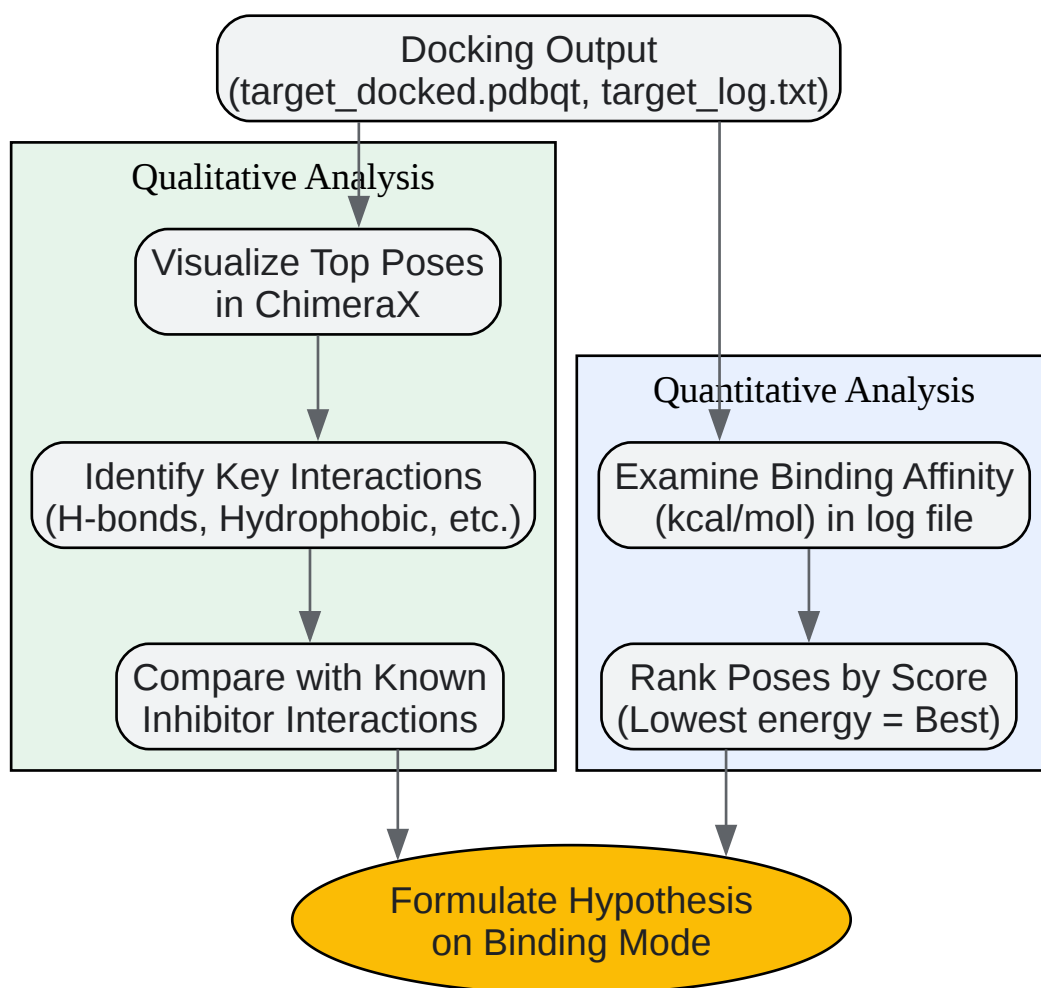 Docking Output
(target_docked.pdbqt, target_log.txt)
Qualitative Analysis
Visualize Top Poses
in ChimeraX
Identify Key Interactions
(H-bonds, Hydrophobic, etc.)
Compare with Known
Inhibitor Interactions
Quantitative Analysis
Examine Binding Affinity
(kcal/mol) in log file
Rank Poses by Score
(Lowest energy = Best)
Formulate Hypothesis
on Binding Mode